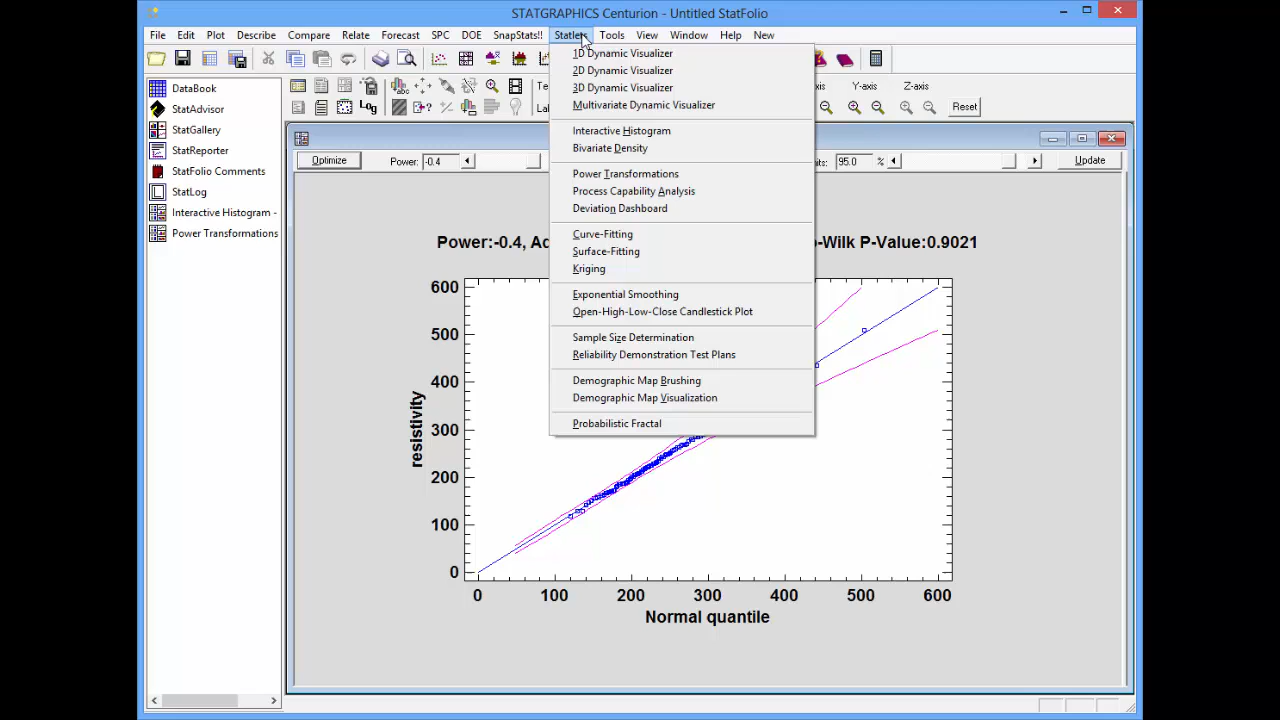 STATGRAPHICS Centurion - Untitled StatFolio
File Edit Plot Describe Compare Relate Forecast SPC DOE SnapStats!! Statlets Tools View Window Help New
DataBook
StatAdvisor
StatGallery
StatReporter
StatFolio Comments
StatLog
Interactive Histogram -
Power Transformations
Log
X-axis Y-axis Z-axis
Reset
1D Dynamic Visualizer
2D Dynamic Visualizer
3D Dynamic Visualizer
Multivariate Dynamic Visualizer
Interactive Histogram
Bivariate Density
Power Transformations
Process Capability Analysis
Deviation Dashboard
Curve-Fitting
Surface-Fitting
Kriging
Exponential Smoothing
Open-High-Low-Close Candlestick Plot
Sample Size Determination
Reliability Demonstration Test Plans
Demographic Map Brushing
Demographic Map Visualization
Probabilistic Fractal
Optimize Power: -0.4 95.0 % Update
Power:-0.4, Ad o-Wilk P-Value:0.9021
600
500
400
300
200
100
0
resistivity
0 100 200 300 400 500 600
Normal quantile